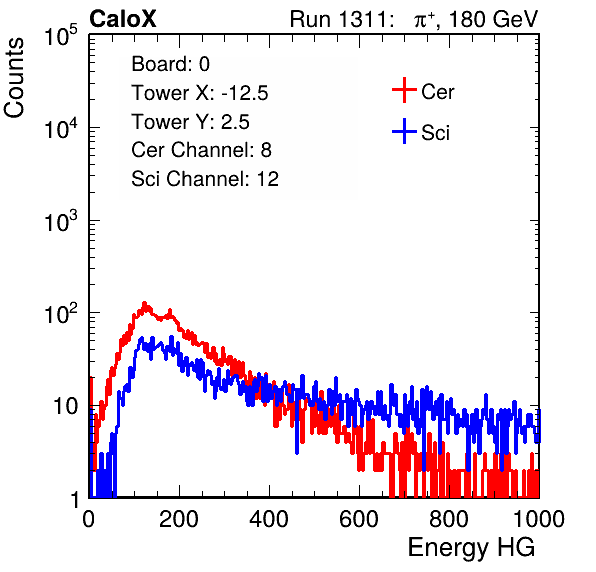 CaloX Run 1311: π⁺, 180 GeV
Counts
10⁵
10⁴
10³
10²
10
1
Board: 0
Tower X: -12.5
Tower Y: 2.5
Cer Channel: 8
Sci Channel: 12
Cer
Sci
0 200 400 600 800 1000
Energy HG